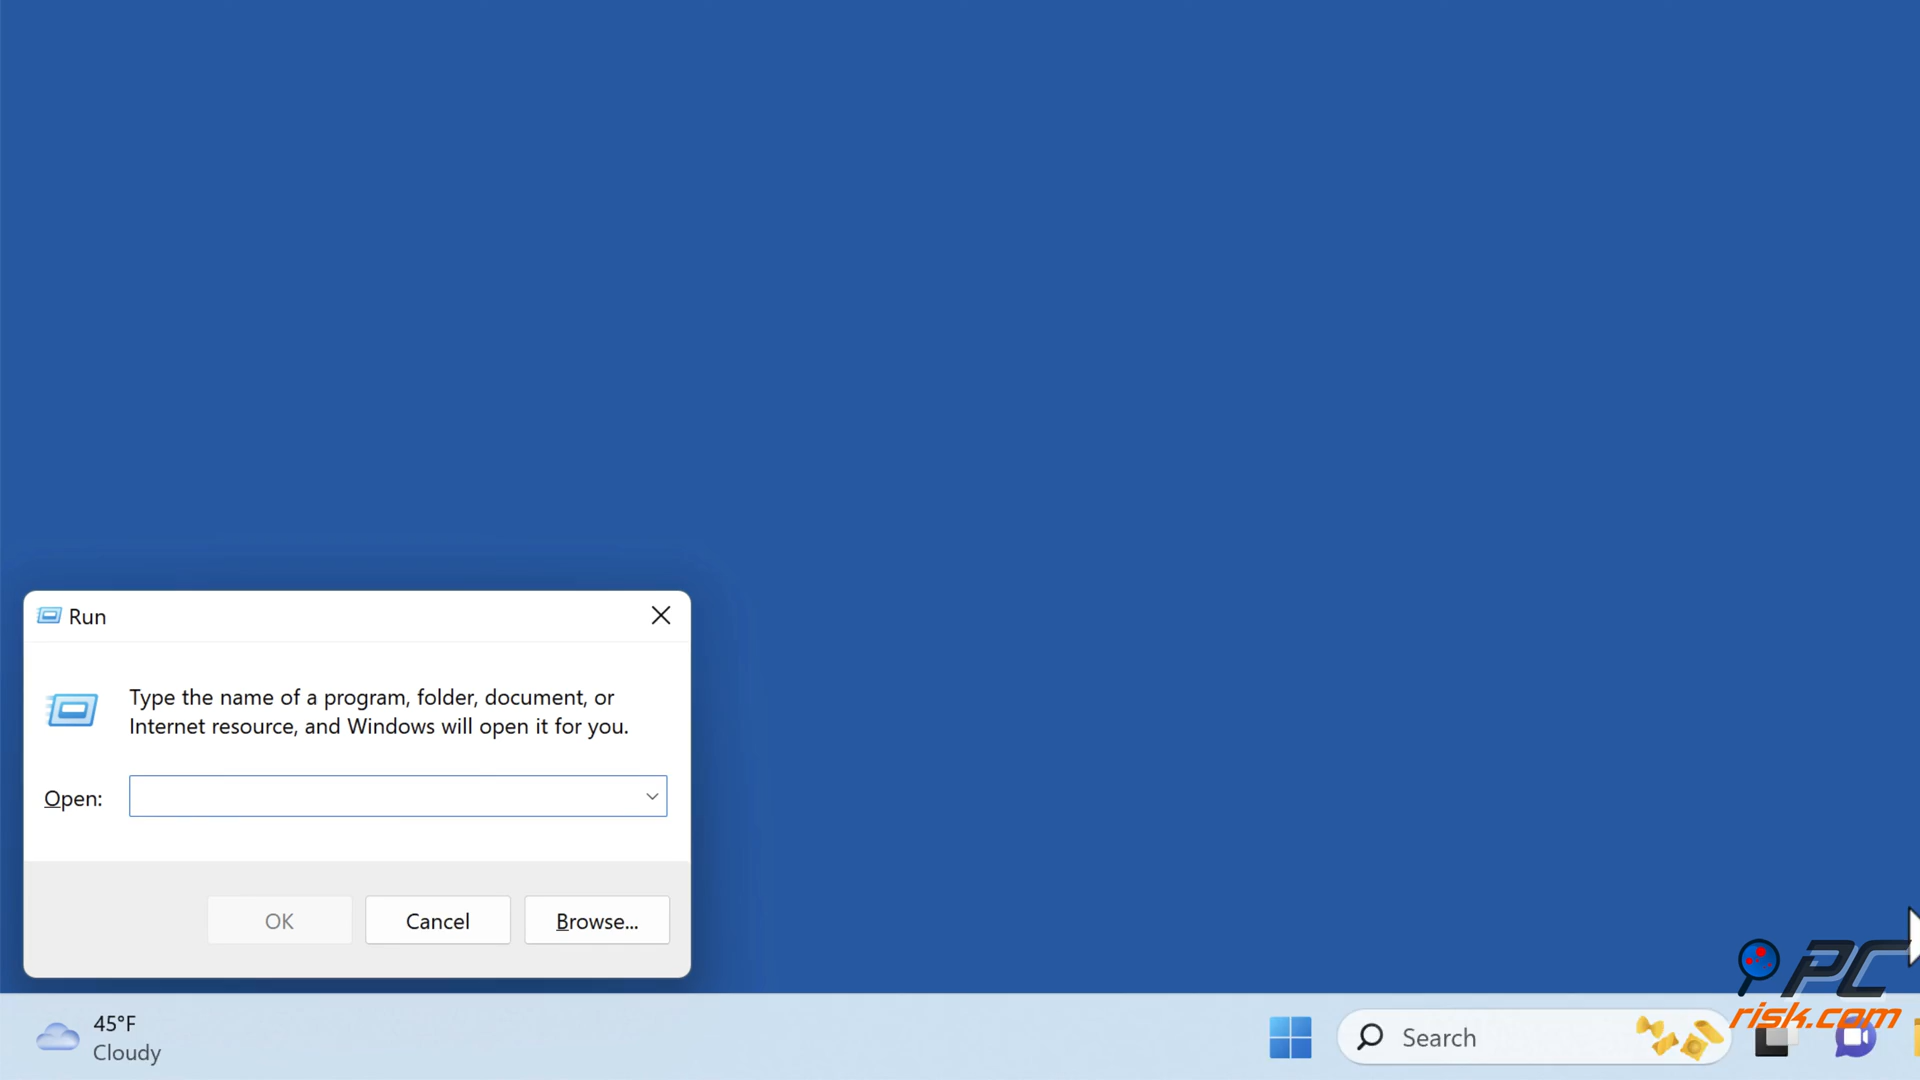 Run
Type the name of a program, folder, document, or
Internet resource, and Windows will open it for you.
Open:
OK
Cancel
Browse...
45°F
Cloudy
Search
PC
risk.com